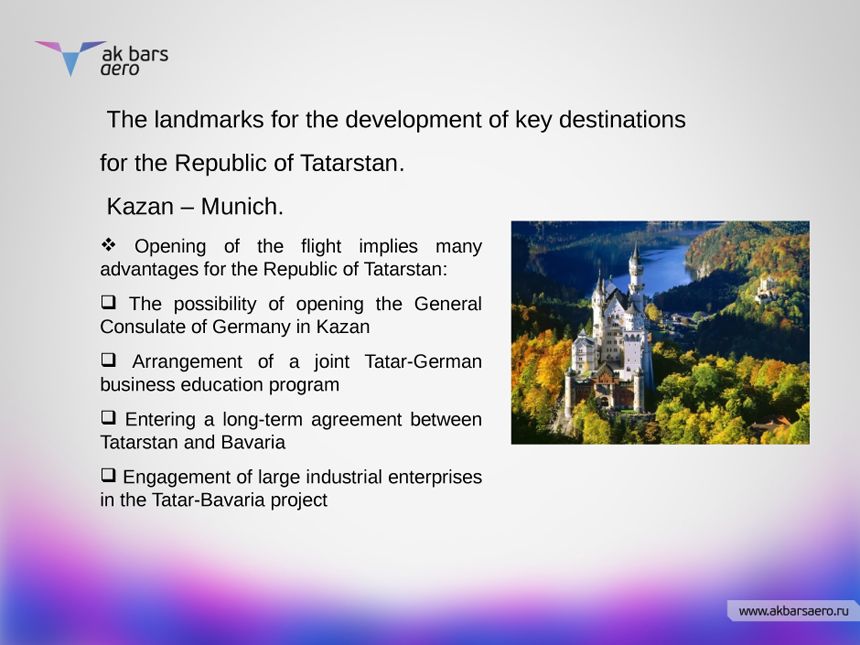 ak bars
aero
The landmarks for the development of key destinations
for the Republic of Tatarstan.
Kazan – Munich.
❖ Opening of the flight implies many
advantages for the Republic of Tatarstan:
❑ The possibility of opening the General
Consulate of Germany in Kazan
❑ Arrangement of a joint Tatar-German
business education program
❑ Entering a long-term agreement between
Tatarstan and Bavaria
❑ Engagement of large industrial enterprises
in the Tatar-Bavaria project
www.akbarsaero.ru